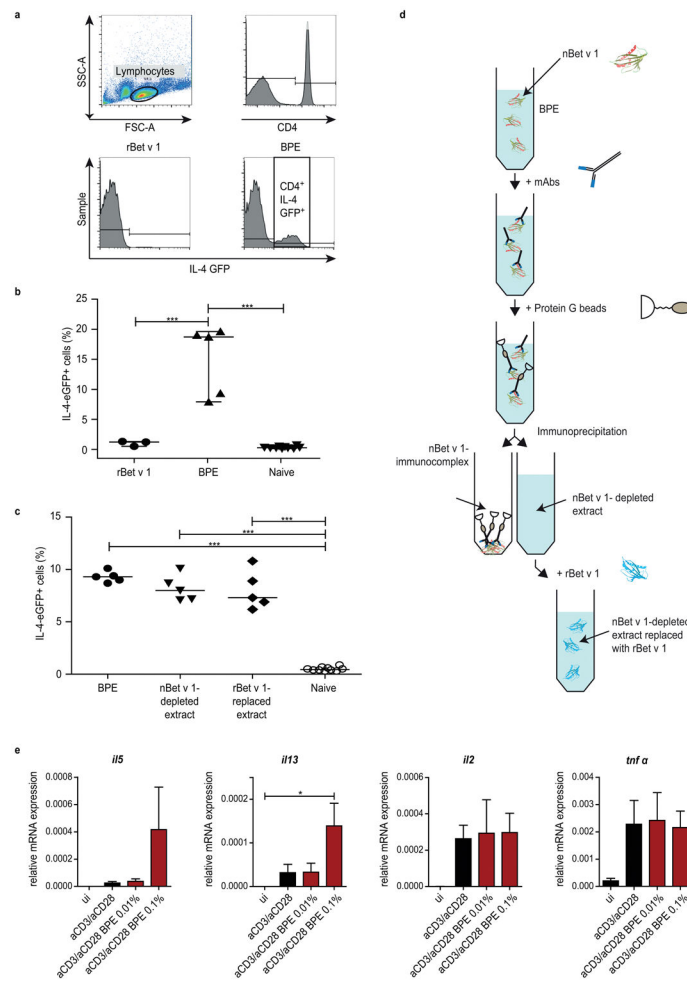 a
SSC-A
Lymphocytes
FSC-A
CD4
rBet v 1
BPE
Sample
CD4+
IL-4
GFP+
IL-4 GFP
b
IL-4-eGFP+ cells (%)
25
20
15
10
5
0
***
***
rBet v 1
BPE
Naive
c
IL-4-eGFP+ cells (%)
15
10
5
0
***
***
***
BPE
nBet v 1-
depleted
extract
rBet v 1-
replaced
extract
Naive
d
nBet v 1
BPE
+ mAbs
+ Protein G beads
Immunoprecipitation
nBet v 1-
immunocomplex
nBet v 1- depleted
extract
+ rBet v 1
nBet v 1-depleted
extract replaced
with rBet v 1
e
il5
relative mRNA expression
0.0008
0.0006
0.0004
0.0002
0.0000
ui
aCD3/aCD28
aCD3/aCD28 BPE 0.01%
aCD3/aCD28 BPE 0.1%
il13
relative mRNA expression
0.0002
0.0001
0.0000
*
ui
aCD3/aCD28
aCD3/aCD28 BPE 0.01%
aCD3/aCD28 BPE 0.1%
il2
relative mRNA expression
0.0006
0.0004
0.0002
0.0000
ui
aCD3/aCD28
aCD3/aCD28 BPE 0.01%
aCD3/aCD28 BPE 0.1%
tnf α
relative mRNA expression
0.004
0.003
0.002
0.001
0.000
ui
aCD3/aCD28
aCD3/aCD28 BPE 0.01%
aCD3/aCD28 BPE 0.1%